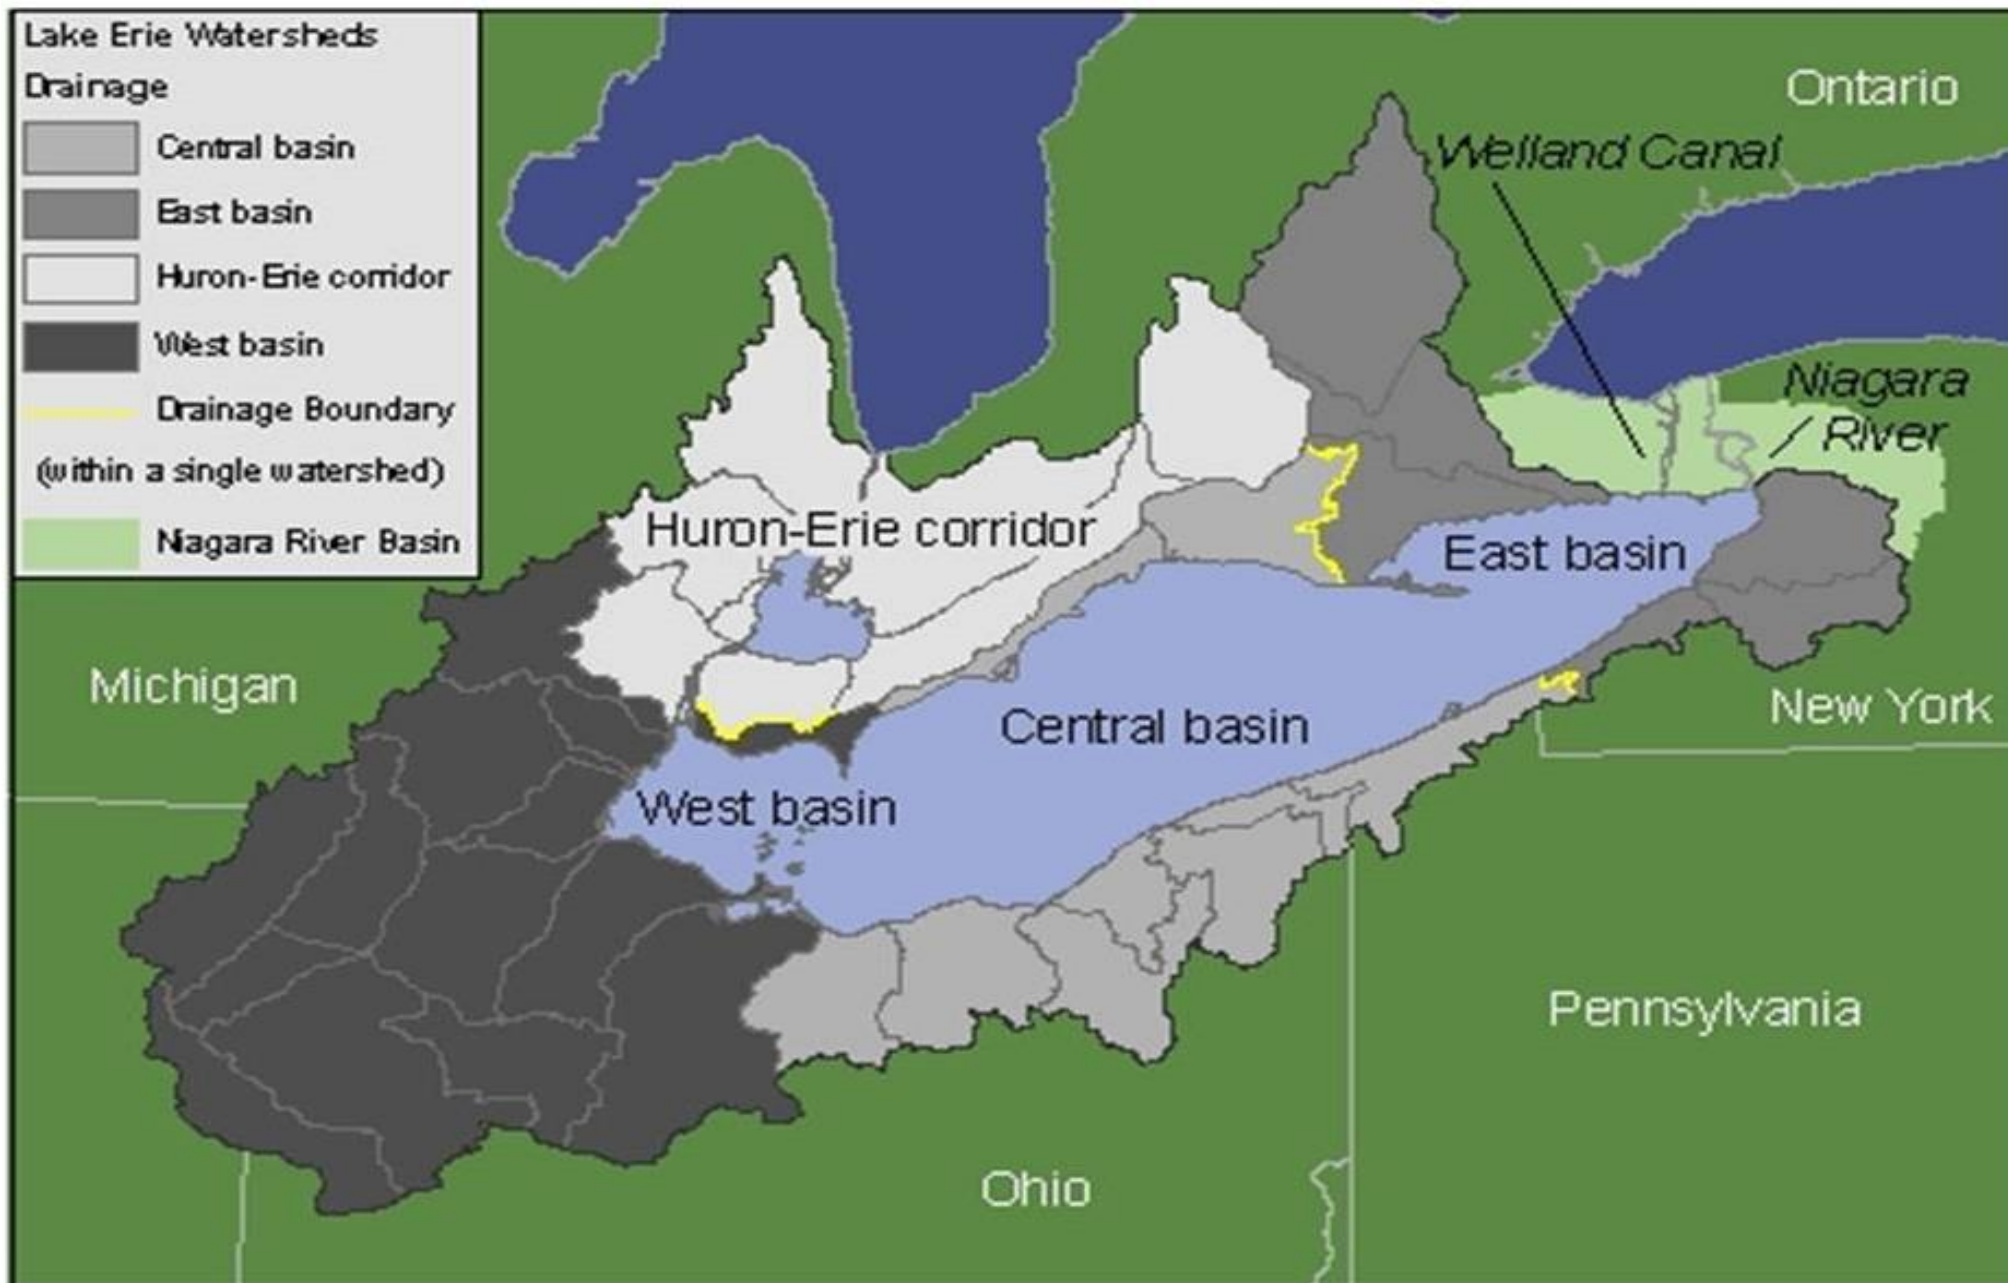 Lake Erie Watersheds
Drainage
Central basin
East basin
Huron-Erie corridor
West basin
Drainage Boundary
(within a single watershed)
Niagara River Basin
Ontario
Welland Canal
Niagara
River
Huron-Erie corridor
East basin
Michigan
Central basin
New York
West basin
Pennsylvania
Ohio